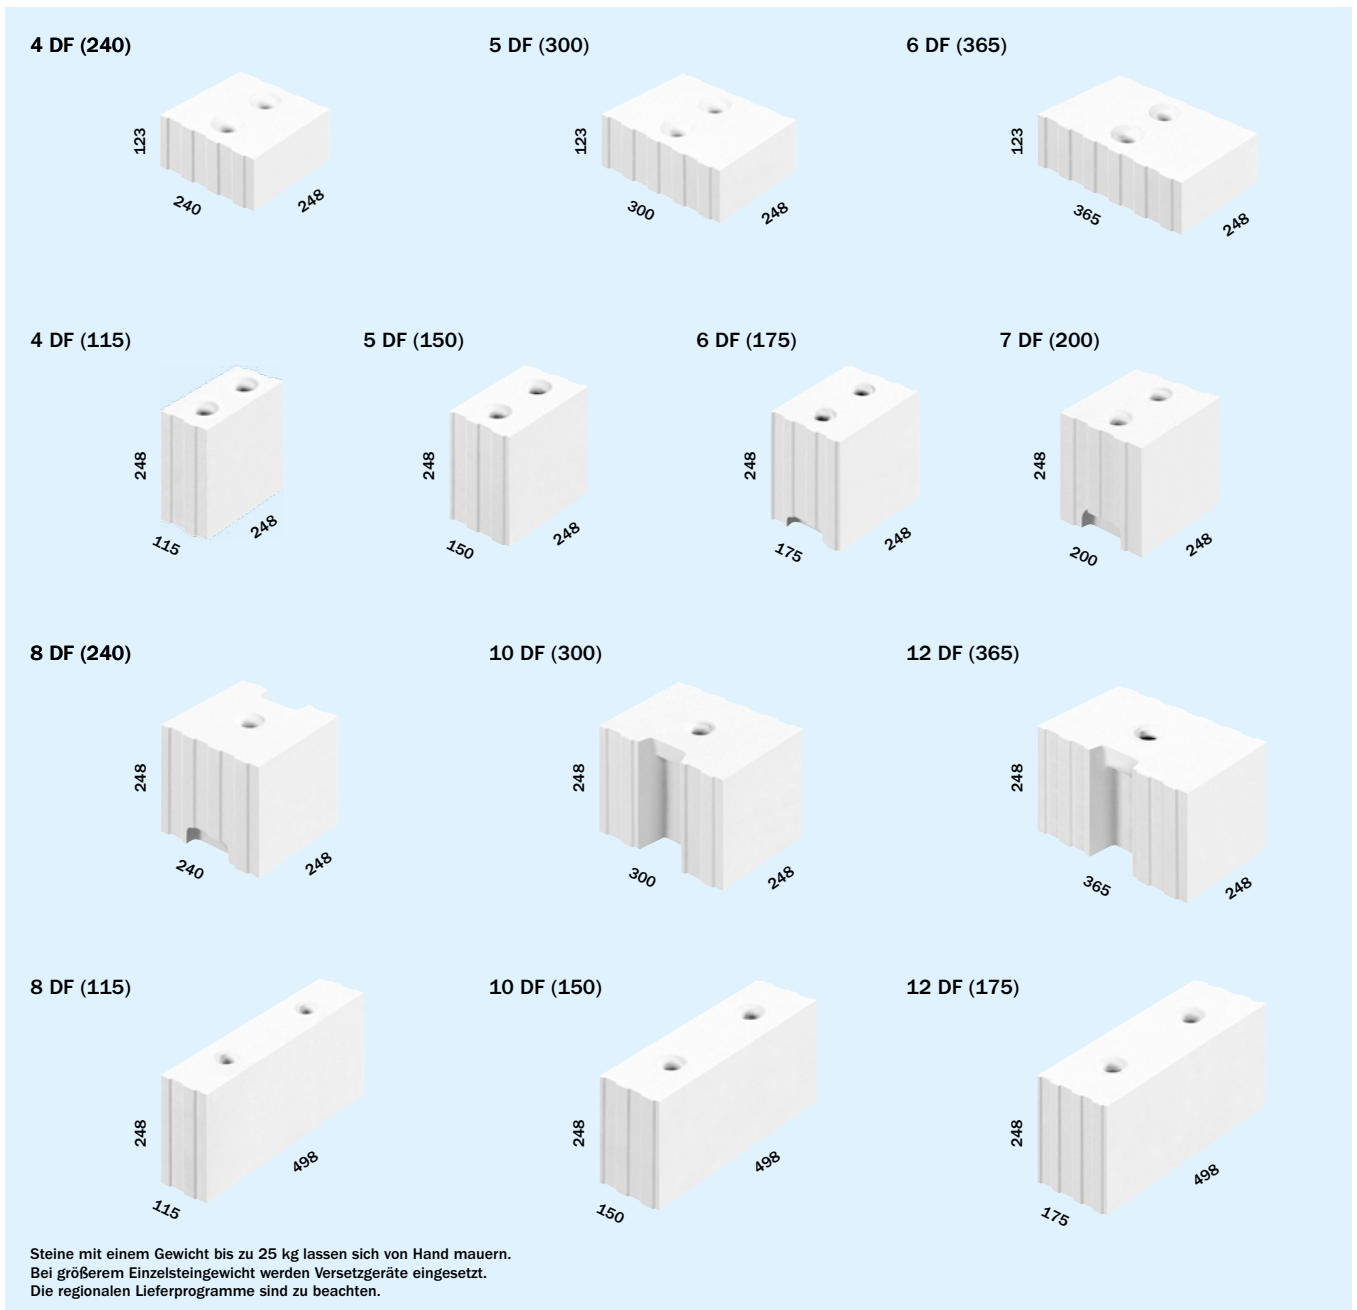 4 DF (240)
5 DF (300)
6 DF (365)
123
240
248
123
300
248
123
365
248
4 DF (115)
5 DF (150)
6 DF (175)
7 DF (200)
248
115
248
248
150
248
248
175
248
248
200
248
8 DF (240)
10 DF (300)
12 DF (365)
248
240
248
248
300
248
248
365
248
8 DF (115)
10 DF (150)
12 DF (175)
248
115
498
248
150
498
248
175
498
Steine mit einem Gewicht bis zu 25 kg lassen sich von Hand mauern.
Bei größerem Einzelsteingewicht werden Versetzgeräte eingesetzt.
Die regionalen Lieferprogramme sind zu beachten.